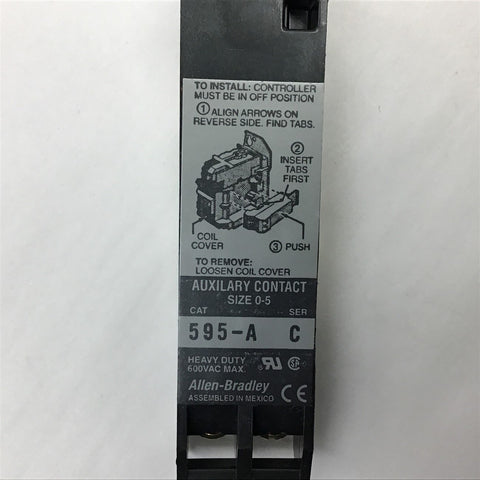 TO INSTALL: CONTROLLER
MUST BE IN OFF POSITION
① ALIGN ARROWS ON
REVERSE SIDE. FIND TABS.
②
INSERT
TABS
FIRST
COIL
COVER
③ PUSH
TO REMOVE:
LOOSEN COIL COVER
AUXILARY CONTACT
SIZE 0-5
CAT SER
595-A C
HEAVY DUTY
600VAC MAX.
Allen-Bradley
ASSEMBLED IN MEXICO
CE